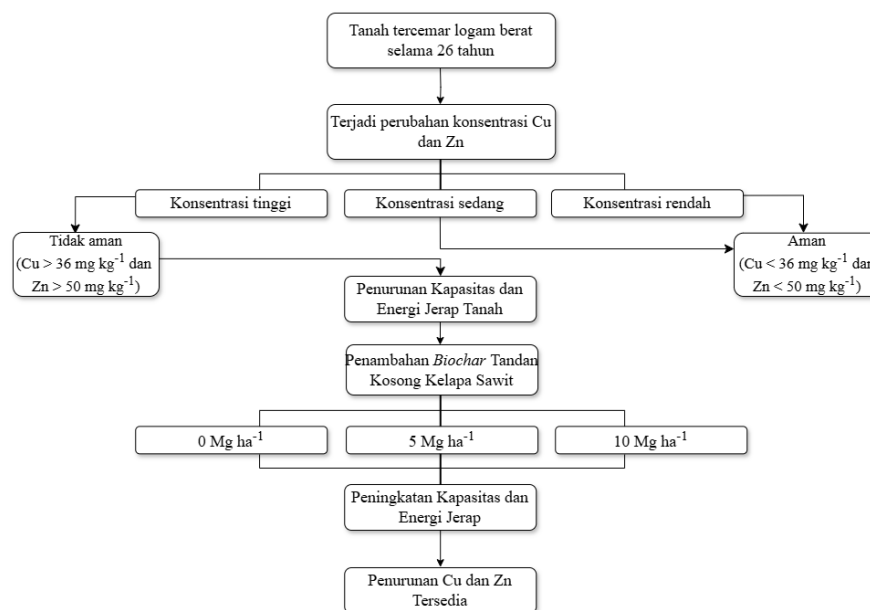 Tanah tercemar logam berat
selama 26 tahun
Terjadi perubahan konsentrasi Cu
dan Zn
Konsentrasi tinggi
Konsentrasi sedang
Konsentrasi rendah
Tidak aman
(Cu > 36 mg kg⁻¹ dan
Zn > 50 mg kg⁻¹)
Aman
(Cu < 36 mg kg⁻¹ dan
Zn < 50 mg kg⁻¹)
Penurunan Kapasitas dan
Energi Jerap Tanah
Penambahan Biochar Tandan
Kosong Kelapa Sawit
0 Mg ha⁻¹
5 Mg ha⁻¹
10 Mg ha⁻¹
Peningkatan Kapasitas dan
Energi Jerap
Penurunan Cu dan Zn
Tersedia